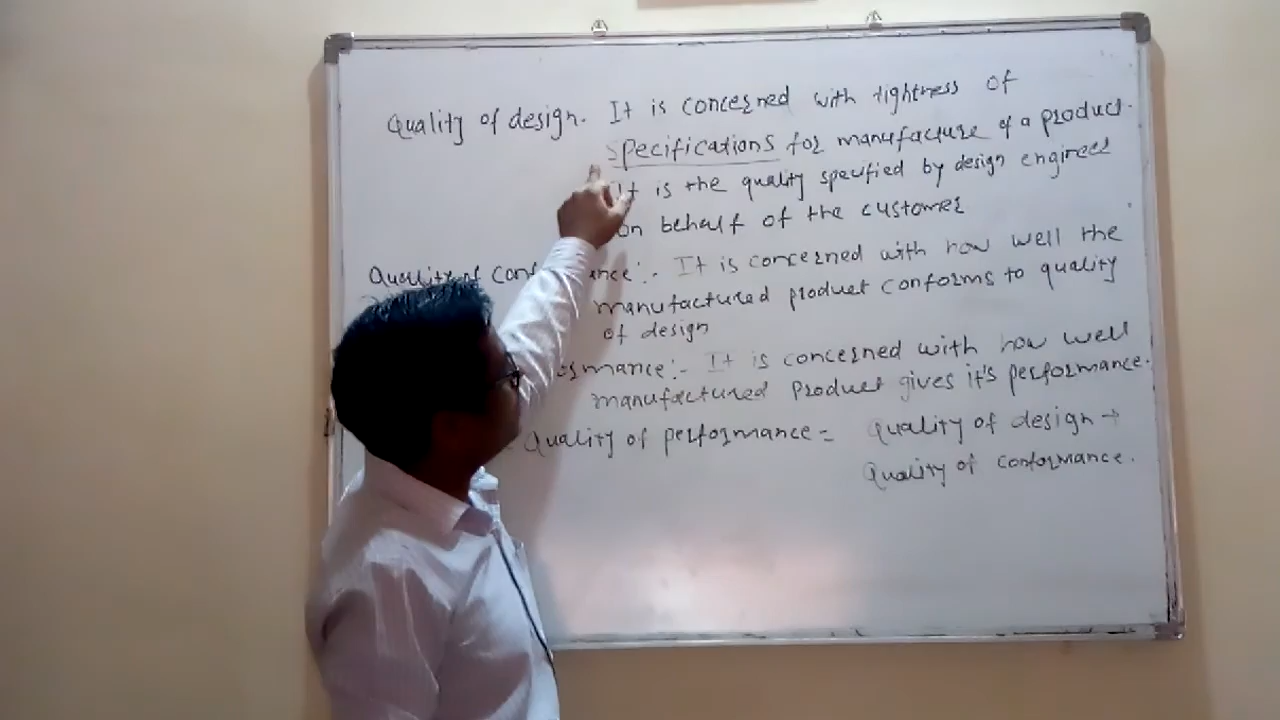 Quality of design. It is concerned with tightness of
specifications for manufacture of a product.
It is the quality specified by design engineer
on behalf of the customer
Quality of conf nce:- It is concerned with how well the
manufactured product conforms to quality
of design
ormance:- It is concerned with how well
manufactured product gives it's performance.
Quality of performance = Quality of design +
Quality of conformance.